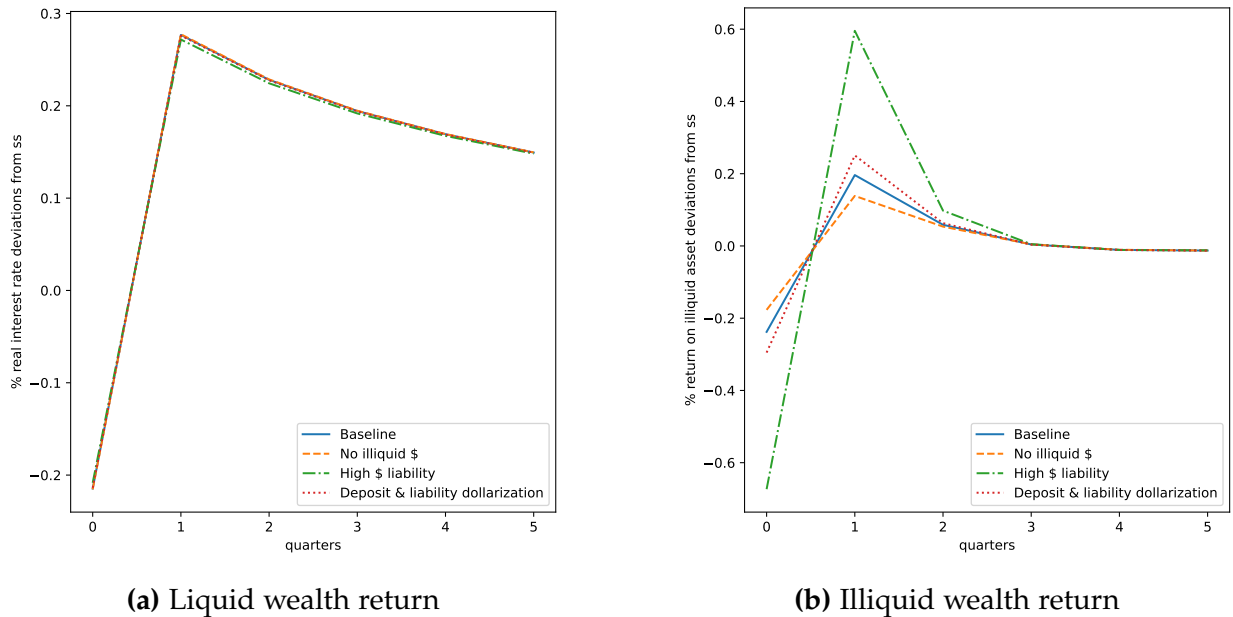 % real interest rate deviations from ss
0.3
0.2
0.1
0.0
−0.1
−0.2
0 1 2 3 4 5
quarters
Baseline
No illiquid $
High $ liability
Deposit & liability dollarization
(a) Liquid wealth return
% return on illiquid asset deviations from ss
0.6
0.4
0.2
0.0
−0.2
−0.4
−0.6
0 1 2 3 4 5
quarters
Baseline
No illiquid $
High $ liability
Deposit & liability dollarization
(b) Illiquid wealth return